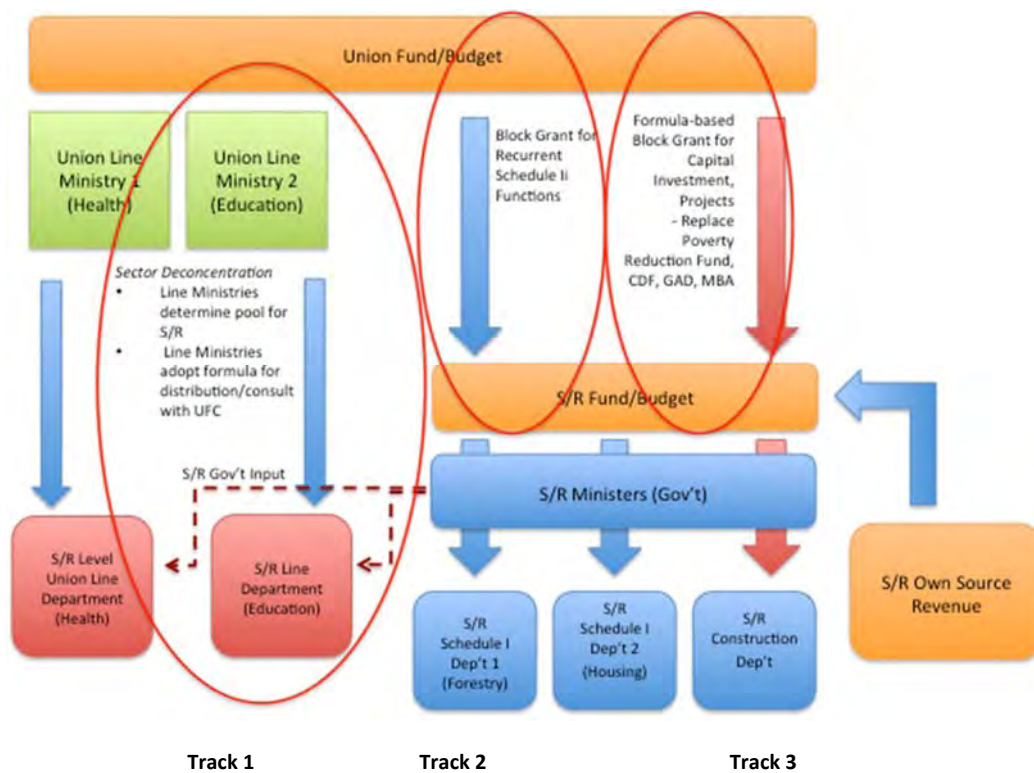 Union Fund/Budget
Union Line
Ministry 1
(Health)
Union Line
Ministry 2
(Education)
Block Grant for
Recurrent
Schedule Ii
Functions
Formula-based
Block Grant for
Capital
Investment,
Projects
- Replace
Poverty
Reduction Fund,
CDF, GAD, MBA
Sector Deconcentration
• Line Ministries
determine pool for
S/R
• Line Ministries
adopt formula for
distribution/consult
with UFC
S/R Fund/Budget
S/R Gov't Input
S/R Ministers (Gov't)
S/R Level
Union Line
Department
(Health)
S/R Line
Department
(Education)
S/R
Schedule I
Dep't 1
(Forestry)
S/R
Schedule I
Dep't 2
(Housing)
S/R
Construction
Dep't
S/R Own Source
Revenue
Track 1
Track 2
Track 3